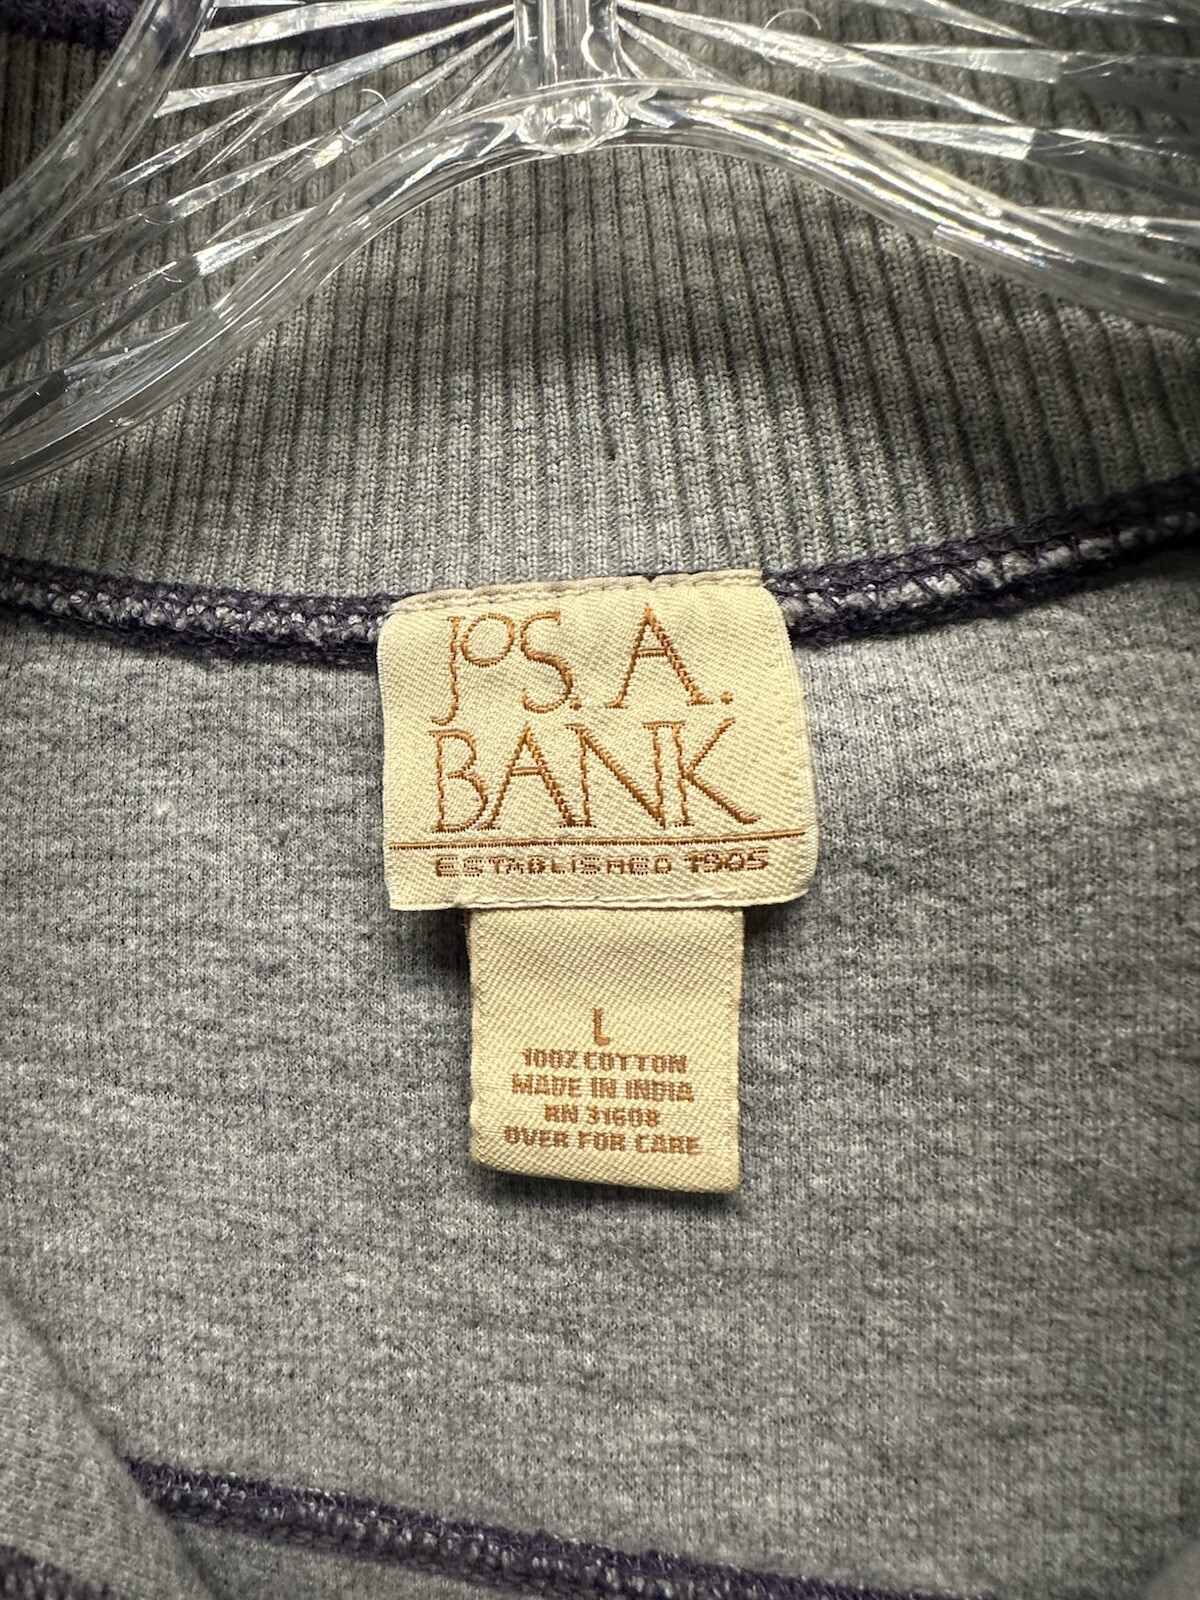 JOS. A.
BANK
ESTABLISHED 1905
L
100% COTTON
MADE IN INDIA
RN 31608
OVER FOR CARE